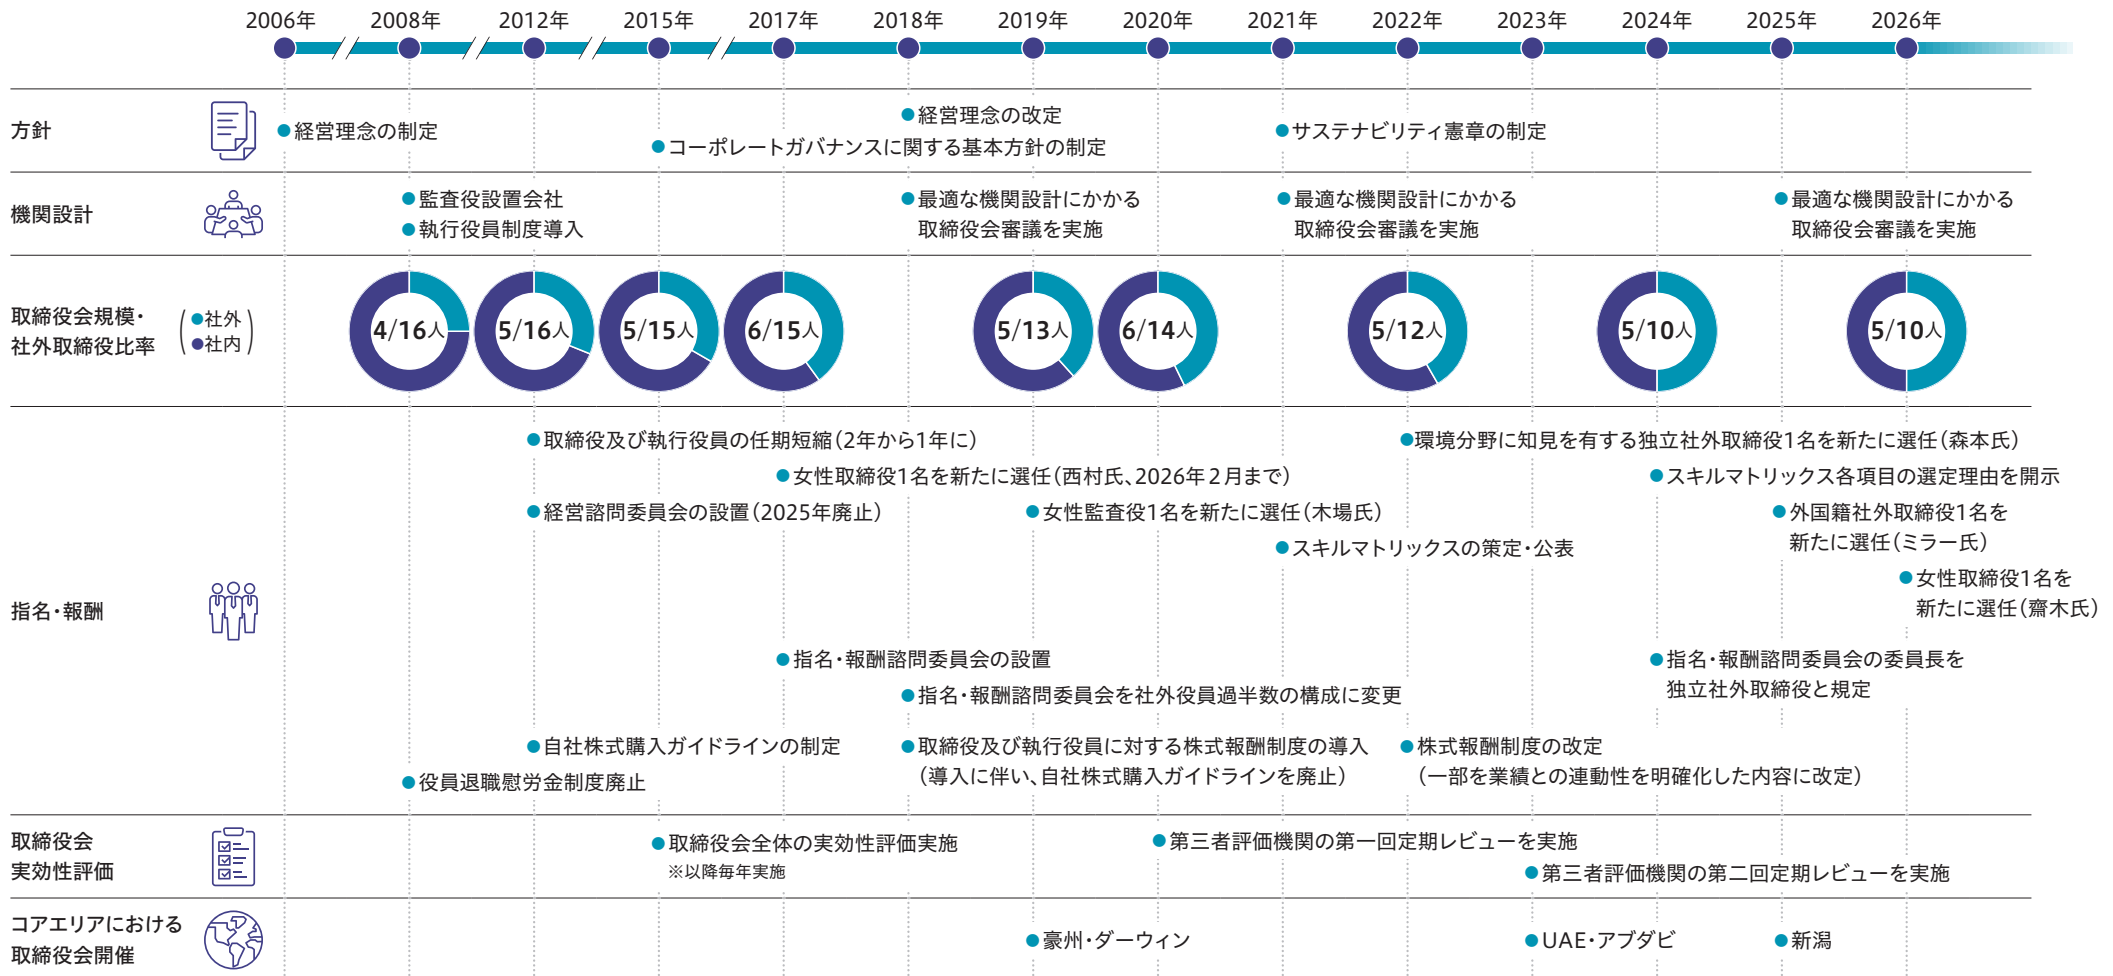 2006年 2008年 2012年 2015年 2017年 2018年 2019年 2020年 2021年 2022年 2023年 2024年 2025年 2026年
方針
●経営理念の制定
●経営理念の改定
●コーポレートガバナンスに関する基本方針の制定
●サステナビリティ憲章の制定
機関設計
●監査役設置会社
●執行役員制度導入
●最適な機関設計にかかる
取締役会審議を実施
●最適な機関設計にかかる
取締役会審議を実施
●最適な機関設計にかかる
取締役会審議を実施
取締役会規模・
社外取締役比率
(●社外
●社内)
4/16人 5/16人 5/15人 6/15人 5/13人 6/14人 5/12人 5/10人 5/10人
指名・報酬
●取締役及び執行役員の任期短縮(2年から1年に)
●環境分野に知見を有する独立社外取締役1名を新たに選任(森本氏)
●女性取締役1名を新たに選任(西村氏、2026年2月まで)
●スキルマトリックス各項目の選定理由を開示
●経営諮問委員会の設置(2025年廃止)
●女性監査役1名を新たに選任(木場氏)
●外国籍社外取締役1名を
新たに選任(ミラー氏)
●スキルマトリックスの策定・公表
●女性取締役1名を
新たに選任(齋木氏)
●指名・報酬諮問委員会の設置
●指名・報酬諮問委員会の委員長を
独立社外取締役と規定
●指名・報酬諮問委員会を社外役員過半数の構成に変更
●自社株式購入ガイドラインの制定
●取締役及び執行役員に対する株式報酬制度の導入
(導入に伴い、自社株式購入ガイドラインを廃止)
●株式報酬制度の改定
(一部を業績との連動性を明確化した内容に改定)
●役員退職慰労金制度廃止
取締役会
実効性評価
●取締役会全体の実効性評価実施
※以降毎年実施
●第三者評価機関の第一回定期レビューを実施
●第三者評価機関の第二回定期レビューを実施
コアエリアにおける
取締役会開催
●豪州・ダーウィン
●UAE・アブダビ
●新潟